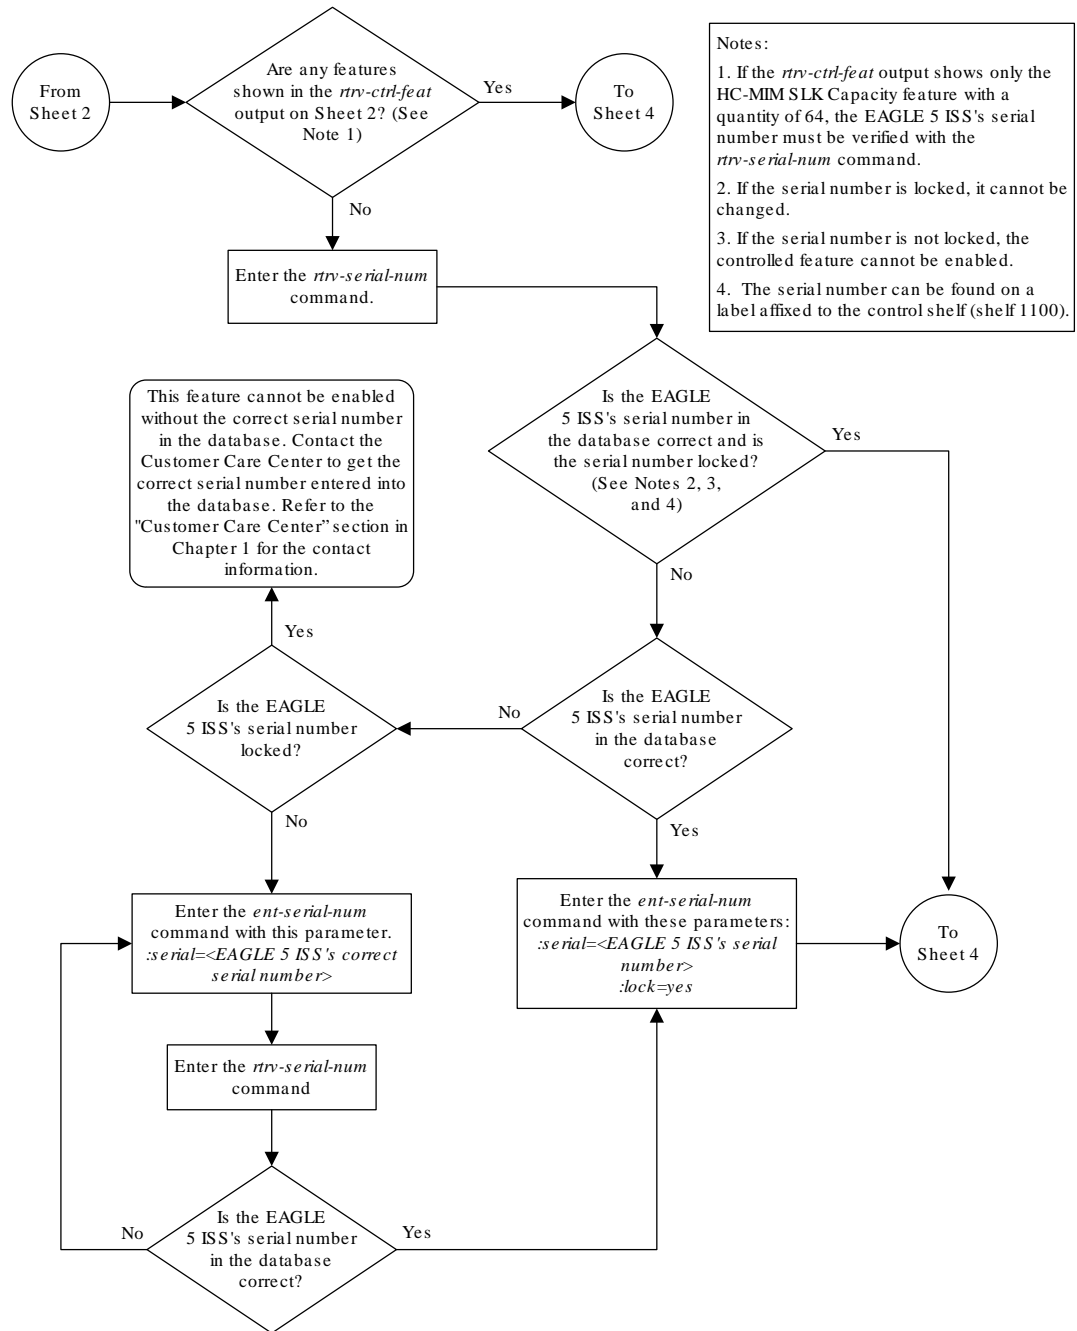 From
Sheet 2
Are any features
shown in the rtrv-ctrl-feat
output on Sheet 2? (See
Note 1)
Yes
To
Sheet 4
Notes:
1. If the rtrv-ctrl-feat output shows only the
HC-MIM SLK Capacity feature with a
quantity of 64, the EAGLE 5 ISS's serial
number must be verified with the
rtrv-serial-num command.
2. If the serial number is locked, it cannot be
changed.
3. If the serial number is not locked, the
controlled feature cannot be enabled.
4. The serial number can be found on a
label affixed to the control shelf (shelf 1100).
No
Enter the rtrv-serial-num
command.
Is the EAGLE
5 ISS's serial number in
the database correct and is
the serial number locked?
(See Notes 2, 3,
and 4)
Yes
No
This feature cannot be enabled
without the correct serial number
in the database. Contact the
Customer Care Center to get the
correct serial number entered into
the database. Refer to the
"Customer Care Center” section in
Chapter 1 for the contact
information.
Yes
Is the EAGLE
5 ISS's serial number
locked?
No
Is the EAGLE
5 ISS's serial number
in the database
correct?
No
Yes
Enter the ent-serial-num
command with this parameter.
:serial=<EAGLE 5 ISS's correct
serial number>
Enter the ent-serial-num
command with these parameters:
:serial=<EAGLE 5 ISS's serial
number>
:lock=yes
To
Sheet 4
Enter the rtrv-serial-num
command
Is the EAGLE
5 ISS's serial number
in the database
correct?
No
Yes